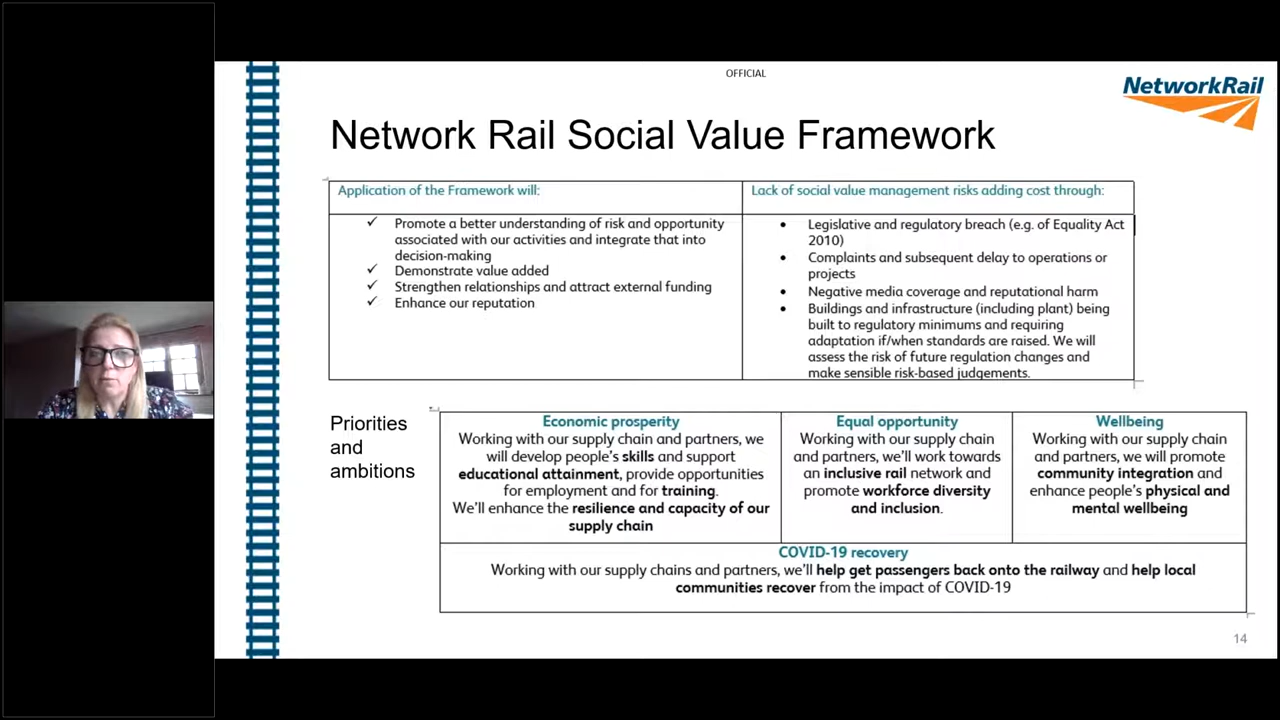 OFFICIAL
NetworkRail
Network Rail Social Value Framework
Application of the Framework will:
Promote a better understanding of risk and opportunity
associated with our activities and integrate that into
decision-making
Demonstrate value added
Strengthen relationships and attract external funding
Enhance our reputation
Lack of social value management risks adding cost through:
Legislative and regulatory breach (e.g. of Equality Act
2010)
Complaints and subsequent delay to operations or
projects
Negative media coverage and reputational harm
Buildings and infrastructure (including plant) being
built to regulatory minimums and requiring
adaptation if/when standards are raised. We will
assess the risk of future regulation changes and
make sensible risk-based judgements.
Priorities
and
ambitions
Economic prosperity
Working with our supply chain and partners, we
will develop people's skills and support
educational attainment, provide opportunities
for employment and for training.
We'll enhance the resilience and capacity of our
supply chain
Equal opportunity
Working with our supply chain
and partners, we'll work towards
an inclusive rail network and
promote workforce diversity
and inclusion.
Wellbeing
Working with our supply chain
and partners, we will promote
community integration and
enhance people's physical and
mental wellbeing
COVID-19 recovery
Working with our supply chains and partners, we'll help get passengers back onto the railway and help local
communities recover from the impact of COVID-19
14